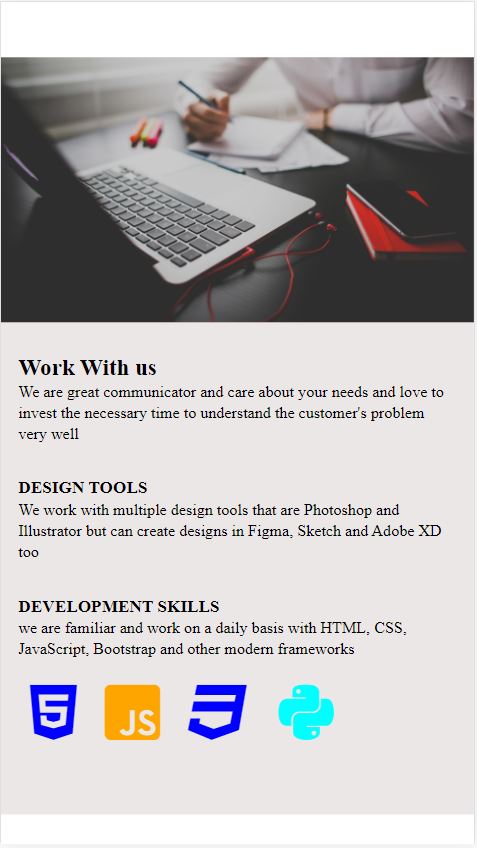 Work With us
We are great communicator and care about your needs and love to
invest the necessary time to understand the customer's problem
very well
DESIGN TOOLS
We work with multiple design tools that are Photoshop and
Illustrator but can create designs in Figma, Sketch and Adobe XD
too
DEVELOPMENT SKILLS
we are familiar and work on a daily basis with HTML, CSS,
JavaScript, Bootstrap and other modern frameworks
5 JS 3